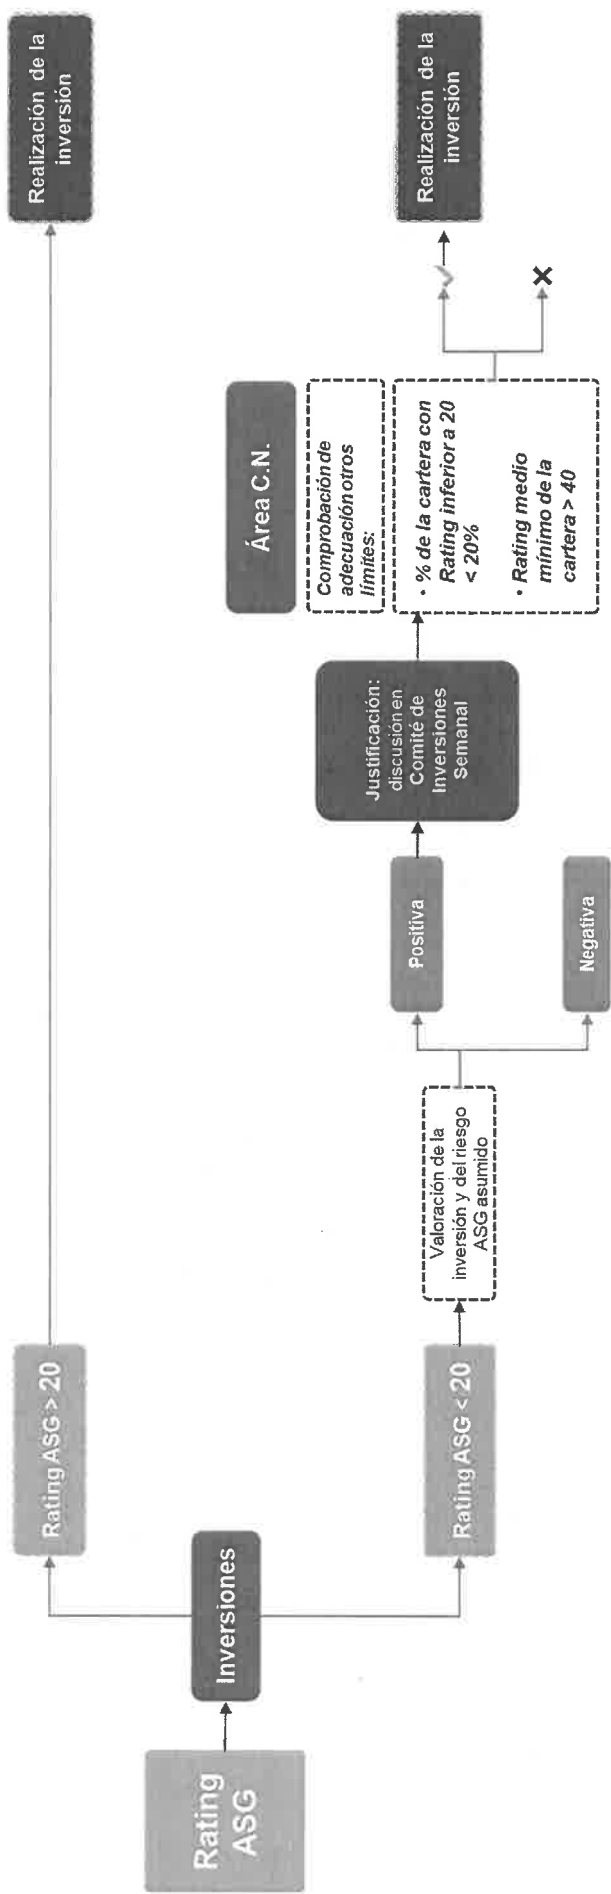 Rating
ASG
Inversiones
Rating ASG > 20
Realización de la
inversión
Rating ASG < 20
Valoración de la
inversión y del riesgo
ASG asumido
Positiva
Negativa
Justificación:
discusión en
Comité de
Inversiones
Semanal
Área C.N.
Comprobación de
adecuación otros
límites:
• % de la cartera con
Rating inferior a 20
< 20%
• Rating medio
mínimo de la
cartera > 40
Realización de la
inversión